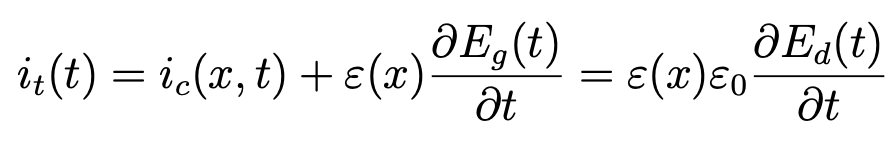 i_t(t) = i_c(x, t) + ε(x) ∂E_g(t)/∂t = ε(x)ε_0 ∂E_d(t)/∂t